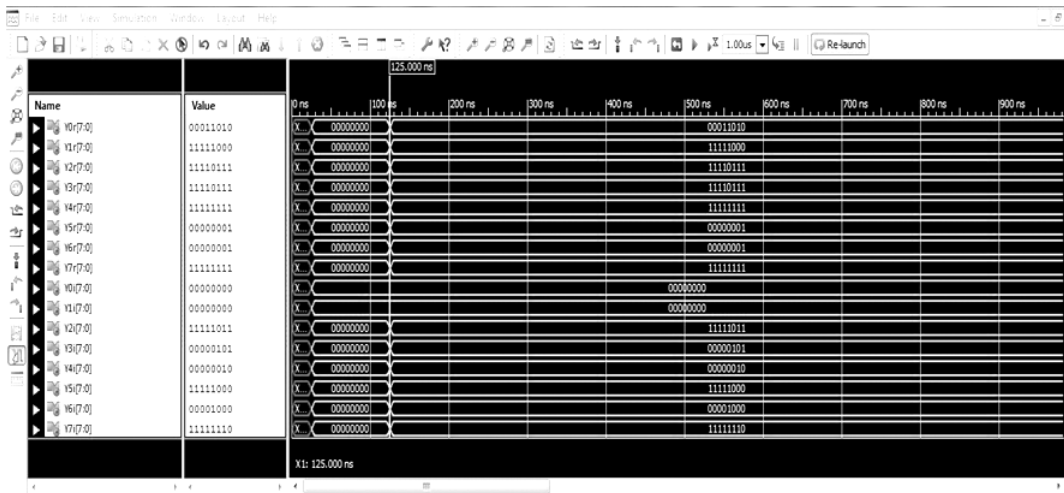 File Edit View Simulation Window Layout Help
1.00us Re-launch
125.000 ns
Name Value 0 ns 100 ns 200 ns 300 ns 400 ns 500 ns 600 ns 700 ns 800 ns 900 ns
Y0r[7:0] 00011010 X... 00000000 00011010
Y1r[7:0] 11111000 X... 00000000 11111000
Y2r[7:0] 11110111 X... 00000000 11110111
Y3r[7:0] 11110111 X... 00000000 11110111
Y4r[7:0] 11111111 X... 00000000 11111111
Y5r[7:0] 00000001 X... 00000000 00000001
Y6r[7:0] 00000001 X... 00000000 00000001
Y7r[7:0] 11111111 X... 00000000 11111111
Y0i[7:0] 00000000 X... 00000000
Y1i[7:0] 00000000 X... 00000000
Y2i[7:0] 11111011 X... 00000000 11111011
Y3i[7:0] 00000101 X... 00000000 00000101
Y4i[7:0] 00000010 X... 00000000 00000010
Y5i[7:0] 11111000 X... 00000000 11111000
Y6i[7:0] 00001000 X... 00000000 00001000
Y7i[7:0] 11111110 X... 00000000 11111110
X1: 125.000 ns